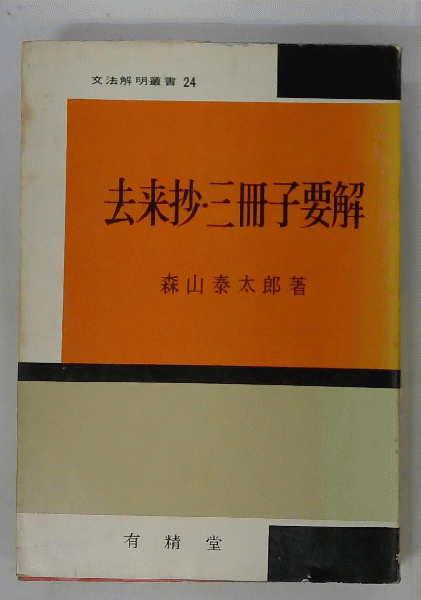 文法解明叢書 24
去来抄・三冊子要解
森山泰太郎著
有精堂